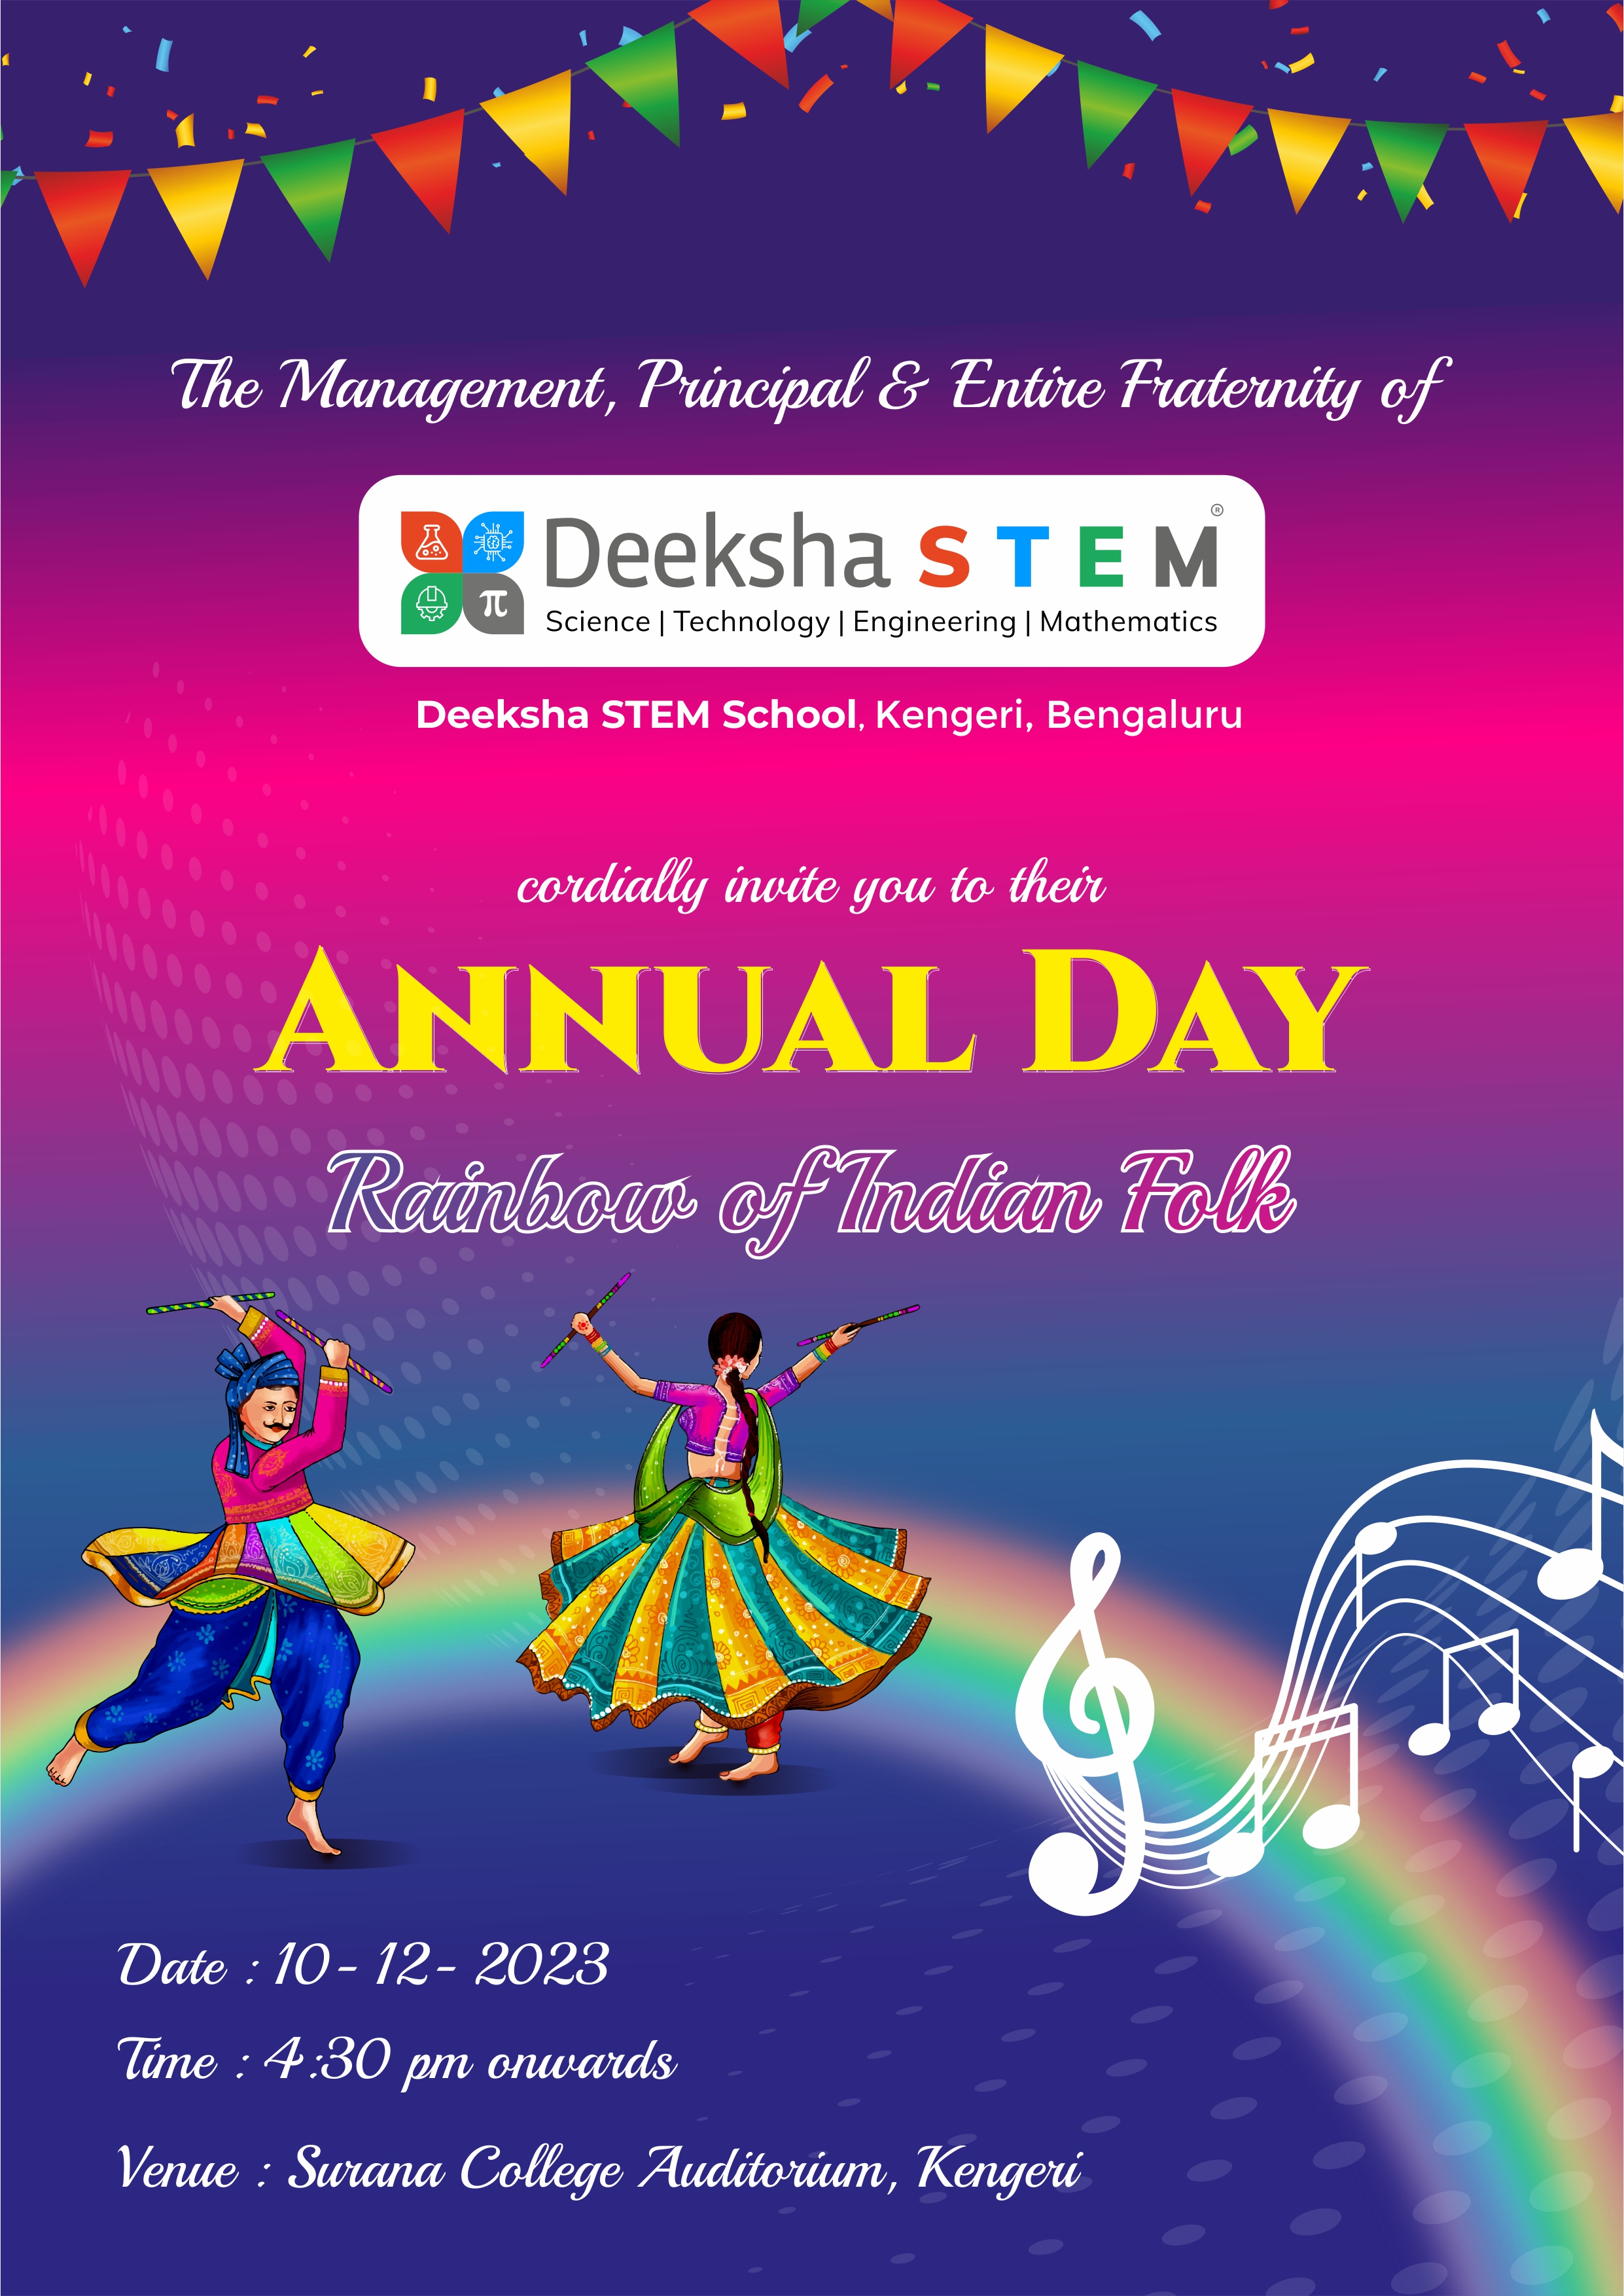 The Management, Principal & Entire Fraternity of
Deeksha STEM ®
π
Science | Technology | Engineering | Mathematics
Deeksha STEM School, Kengeri, Bengaluru
cordially invite you to their
ANNUAL DAY
Rainbow of Indian Folk
Date : 10- 12- 2023
Time : 4:30 pm onwards
Venue : Surana College Auditorium, Kengeri